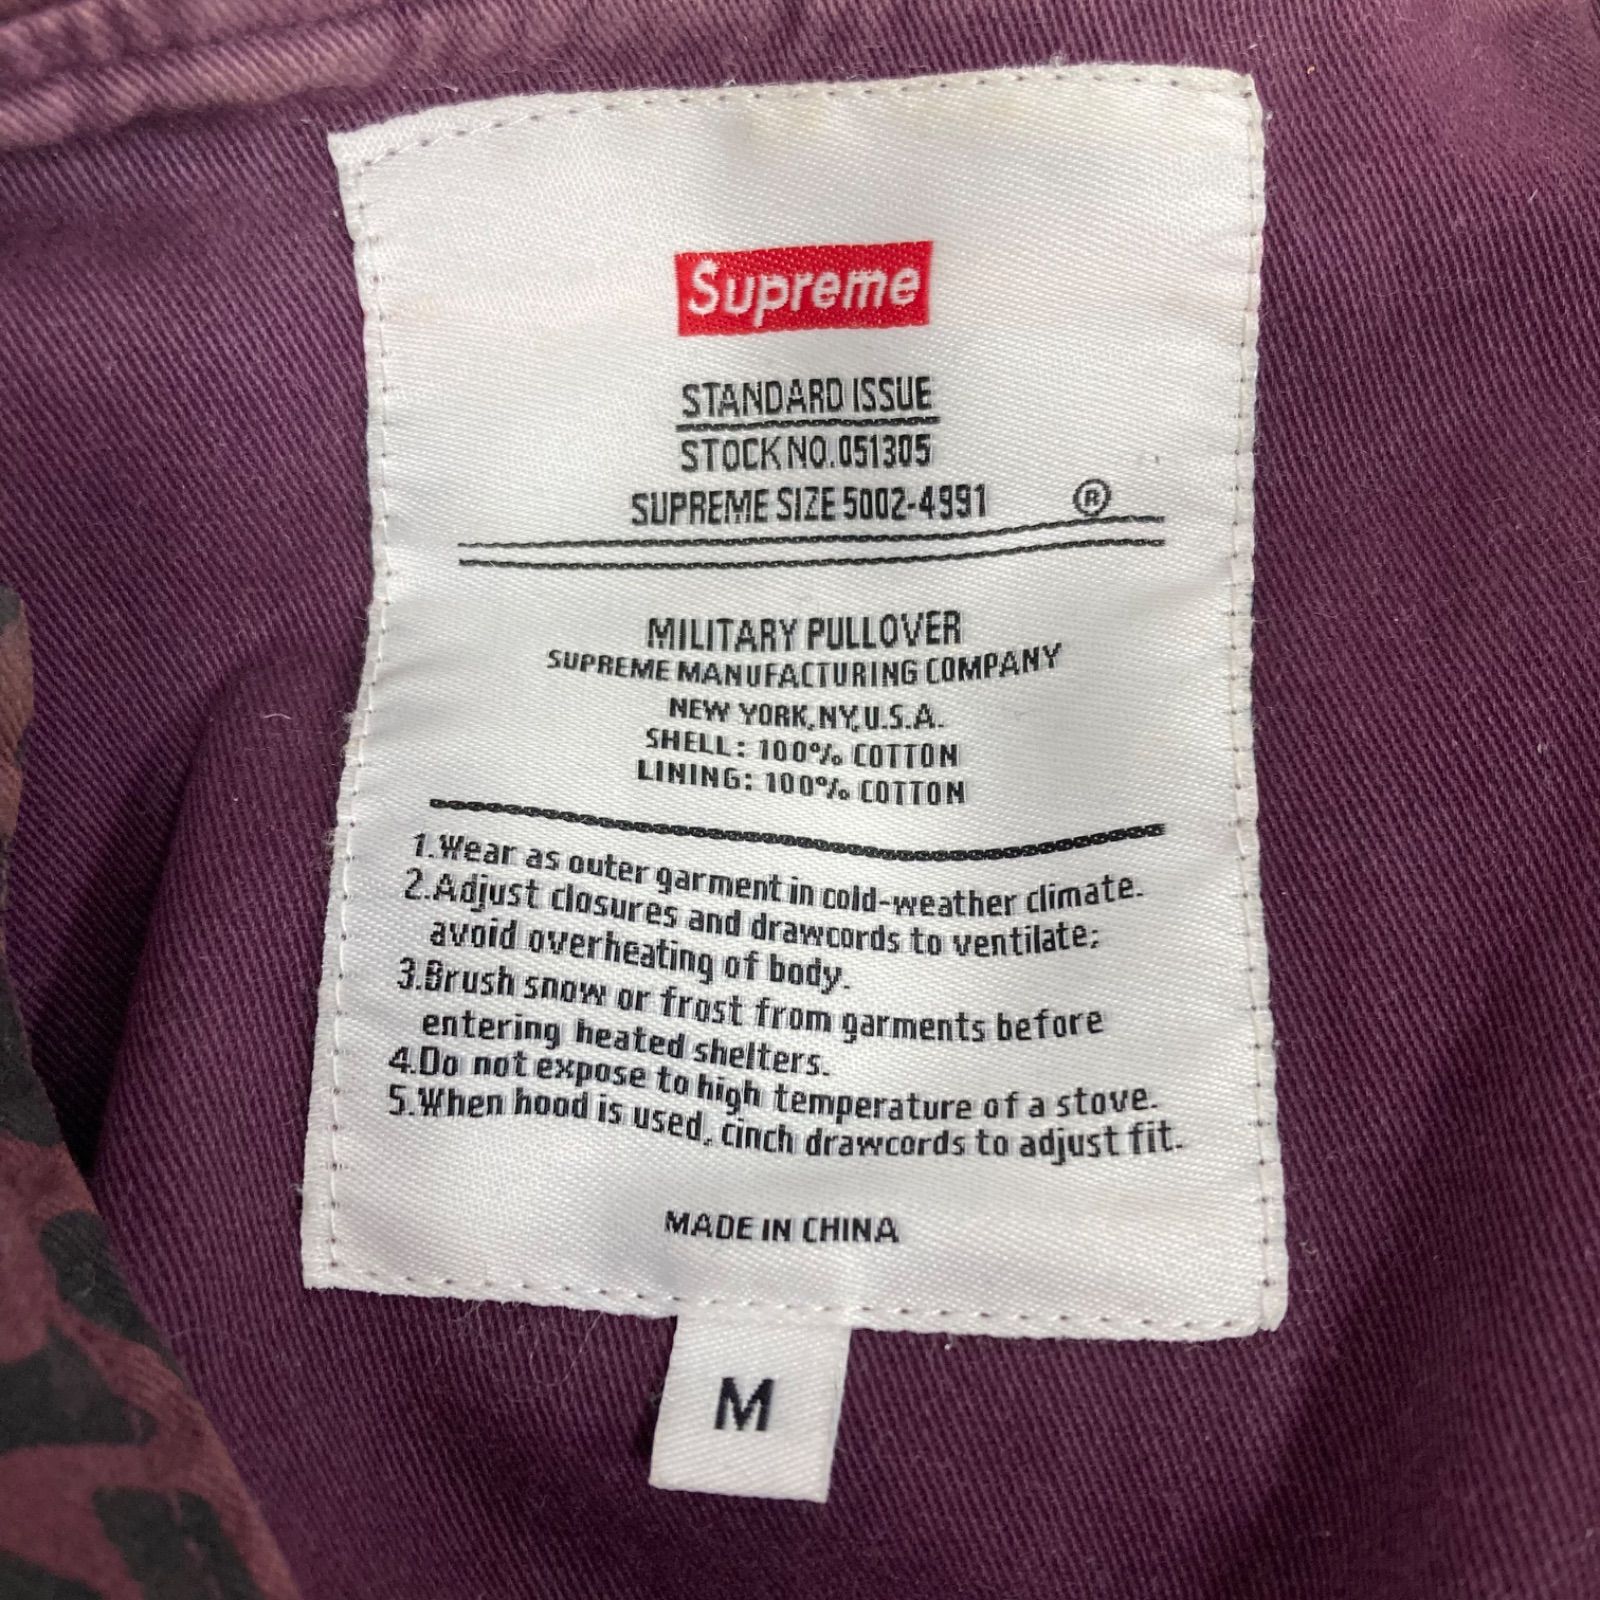 Supreme
STANDARD ISSUE
STOCK NO.051305
SUPREME SIZE 5002-4991 ®
MILITARY PULLOVER
SUPREME MANUFACTURING COMPANY
NEW YORK,NY,U.S.A.
SHELL: 100% COTTON
LINING: 100% COTTON
1.Wear as outer garment in cold-weather climate.
2.Adjust closures and drawcords to ventilate;
avoid overheating of body.
3.Brush snow or frost from garments before
entering heated shelters.
4.Do not expose to high temperature of a stove.
5.When hood is used, cinch drawcords to adjust fit.
MADE IN CHINA
M